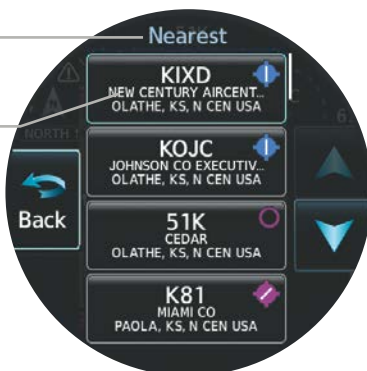 Nearest
KIXD
NEW CENTURY AIRCENT...
OLATHE, KS, N CEN USA
NORTH
KOJC
JOHNSON CO EXECUTIV...
OLATHE, KS, N CEN USA
Back
51K
CEDAR
OLATHE, KS, N CEN USA
K81
MIAMI CO
PAOLA, KS, N CEN USA